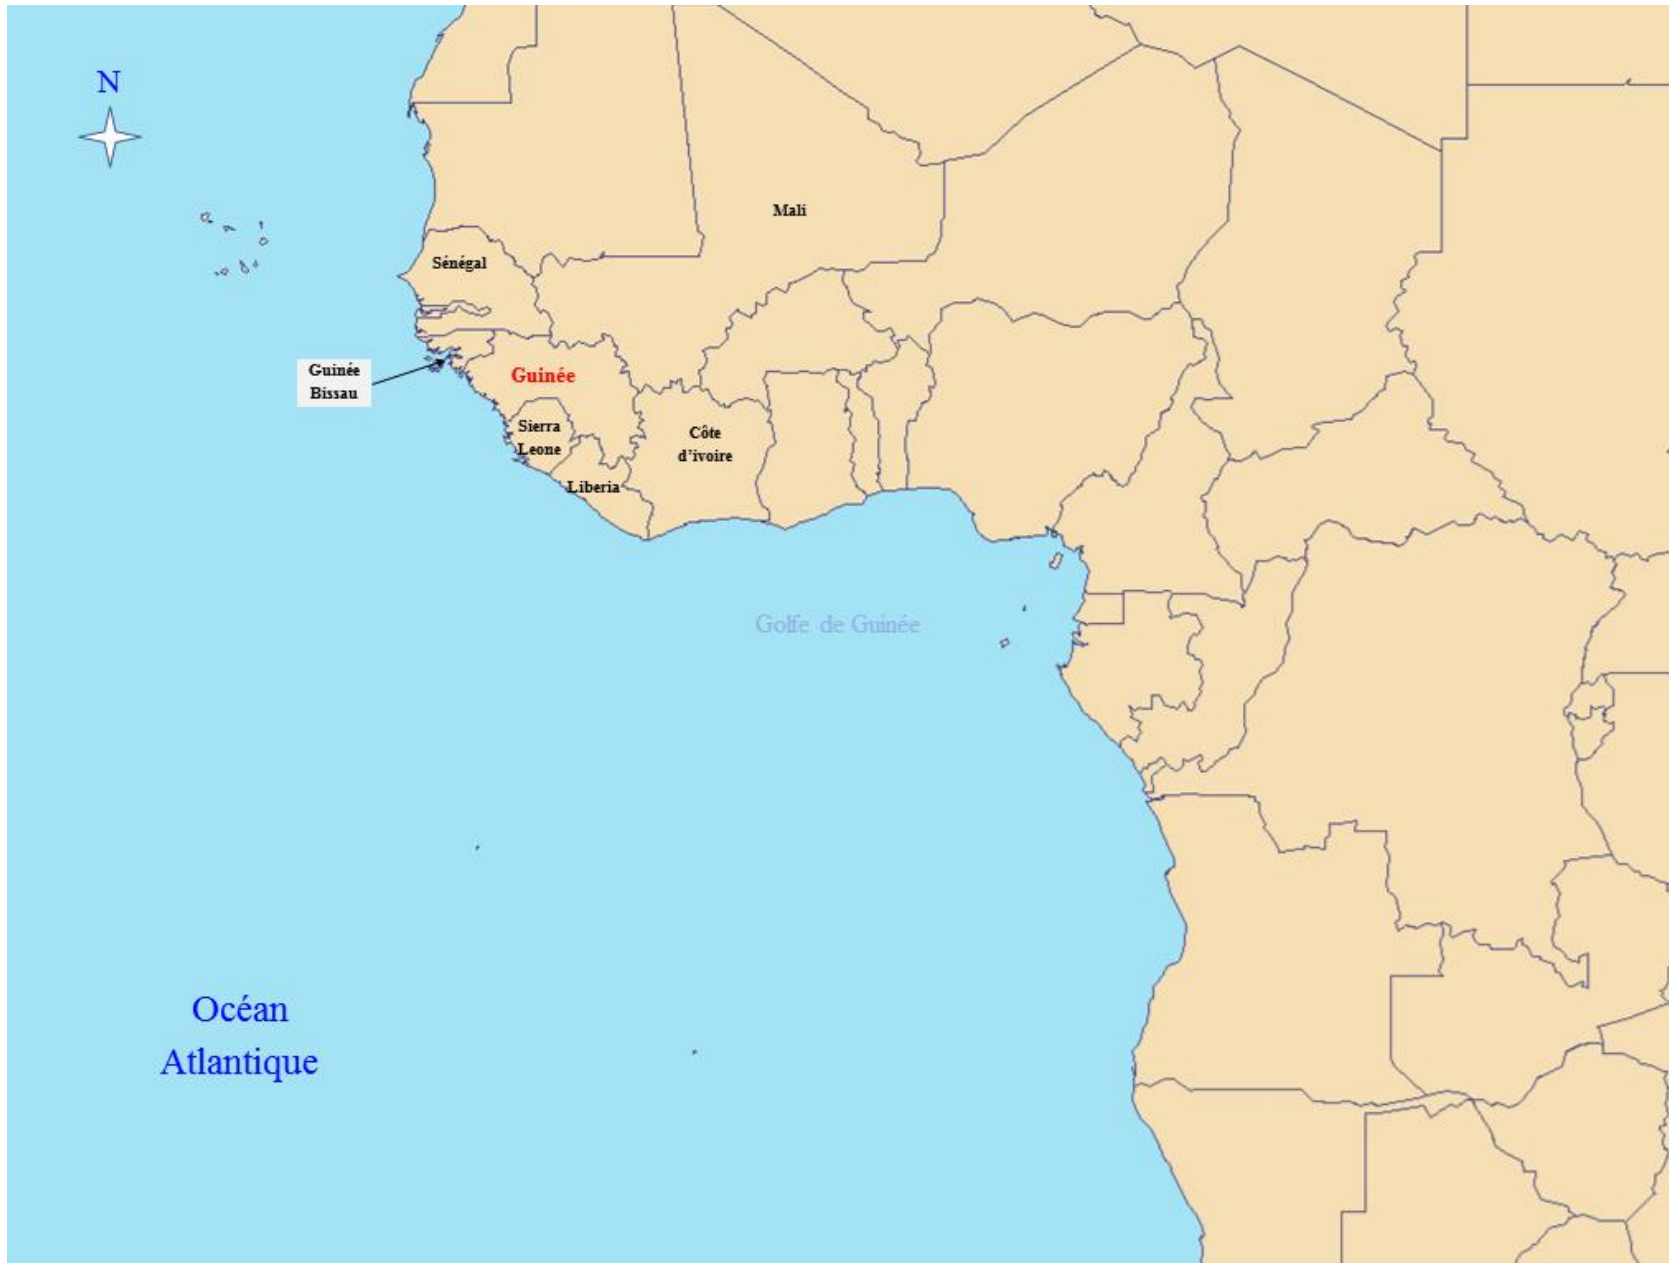 N
Mali
Sénégal
Guinée
Bissau
Guinée
Sierra
Leone
Côte
d'ivoire
Liberia
Golfe de Guinée
Océan
Atlantique